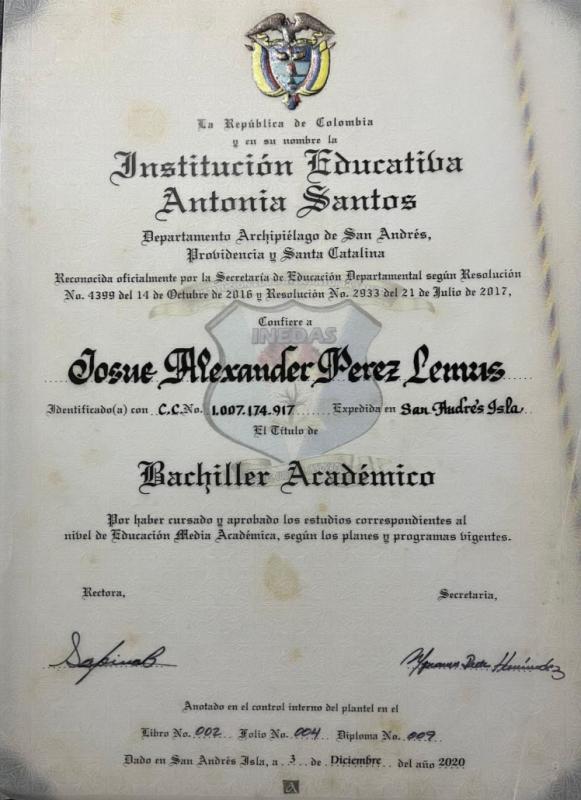 La República de Colombia
y en su nombre la
Institución Educativa
Antonia Santos
Departamento Archipiélago de San Andrés,
Providencia y Santa Catalina
Reconocida oficialmente por la Secretaría de Educación Departamental según Resolución
No. 4399 del 14 de Octubre de 2016 y Resolución No. 2933 del 21 de Julio de 2017,
Confiere a
INEDAS
Josue Alexander Perez Lemus
Identificado(a) con C.C. No. 1.007.174.917 Expedida en San Andrés Isla
El Título de
Bachiller Académico
Por haber cursado y aprobado los estudios correspondientes al
nivel de Educación Media Académica, según los planes y programas vigentes.
Rectora, Secretaria,
Anotado en el control interno del plantel en el
Libro No. 002 Folio No. 004 Diploma No. 009
Dado en San Andrés Isla, a 3 de Diciembre del año 2020
A